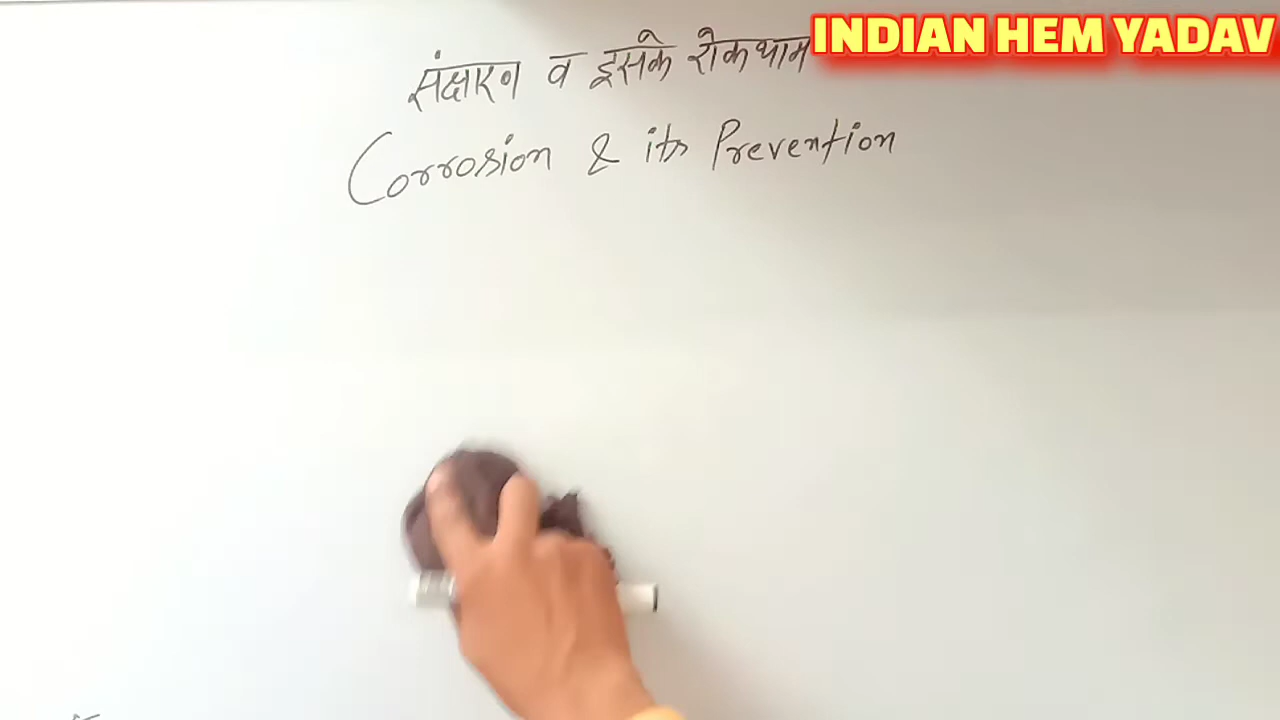 संक्षारण व इसके रोकथाम
INDIAN HEM YADAV
Corrosion & its Prevention